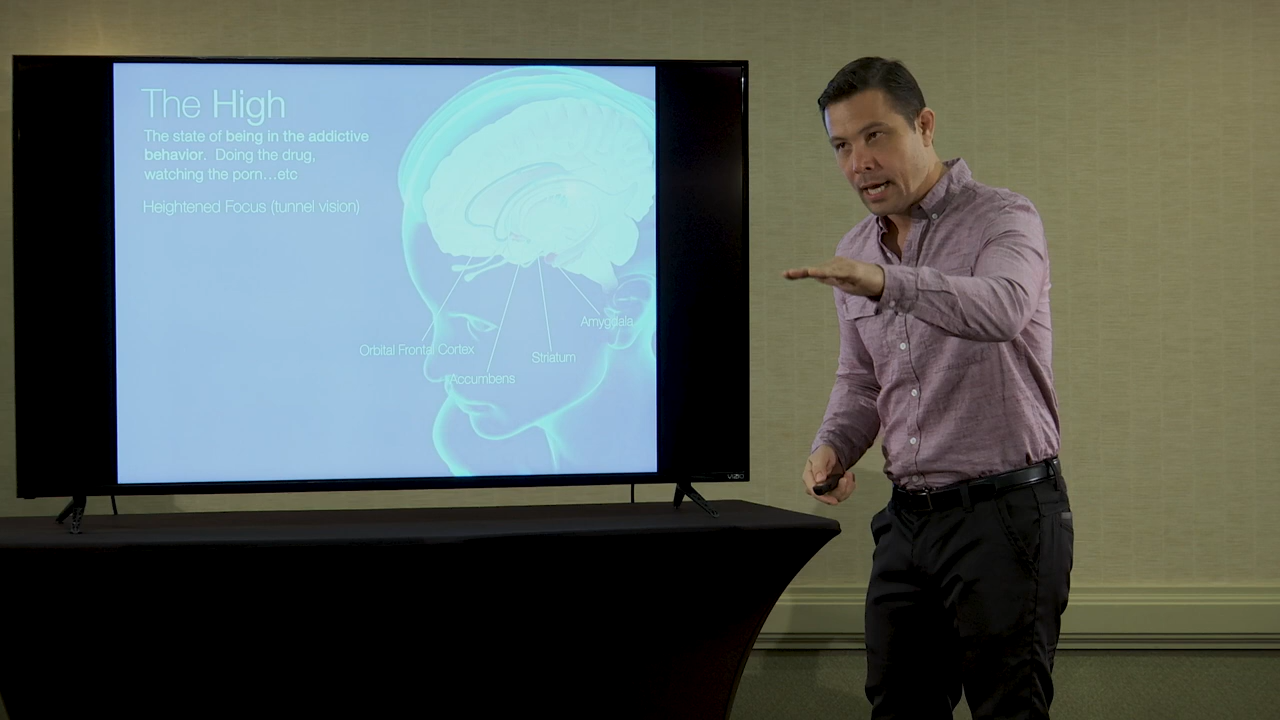 The High
The state of being in the addictive
behavior. Doing the drug,
watching the porn...etc
Heightened Focus (tunnel vision)
Amygdala
Orbital Frontal Cortex
Striatum
Accumbens
VIZIO